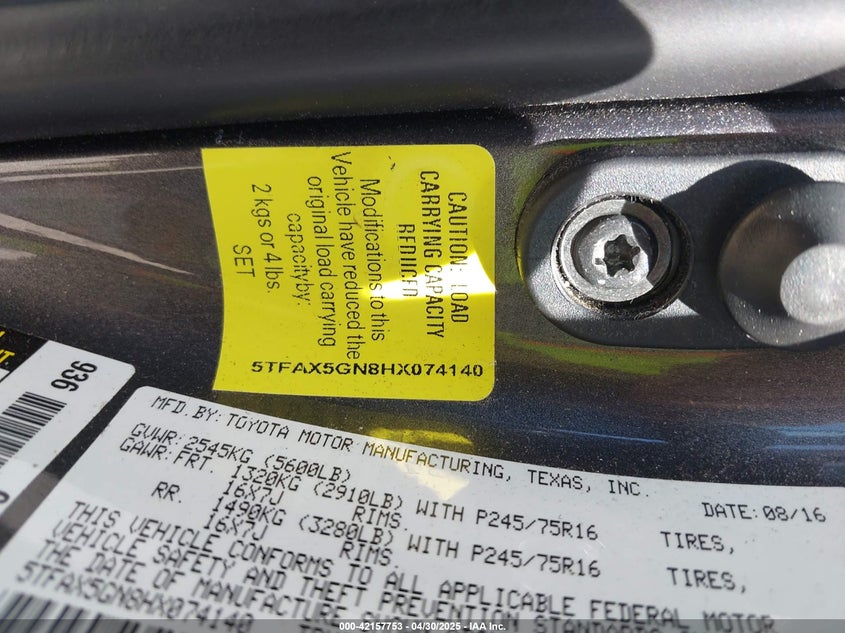 CAUTION: LOAD
CARRYING CAPACITY
REDUCED
Modifications to this
Vehicle have reduced the
original load carrying
capacity by:
2 kgs or 4 lbs.
SET
5TFAX5GN8HX074140
936
MFD.BY:TOYOTA MOTOR MANUFACTURING, TEXAS, INC.
GVWR:2545KG (5600LB) DATE:08/16
GAWR:FRT. 1320KG (2910LB) WITH P245/75R16 TIRES,
16X7J RIMS.
RR. 1490KG (3280LB) WITH P245/75R16 TIRES,
16X7J RIMS.
THIS VEHICLE CONFORMS TO ALL APPLICABLE FEDERAL MOTOR
VEHICLE SAFETY AND THEFT PREVENTION STANDARDS
THE DATE OF MANUFACTURE
5TFAX5GN8HX074140
000-42157753 - 04/30/2025 - IAA Inc.